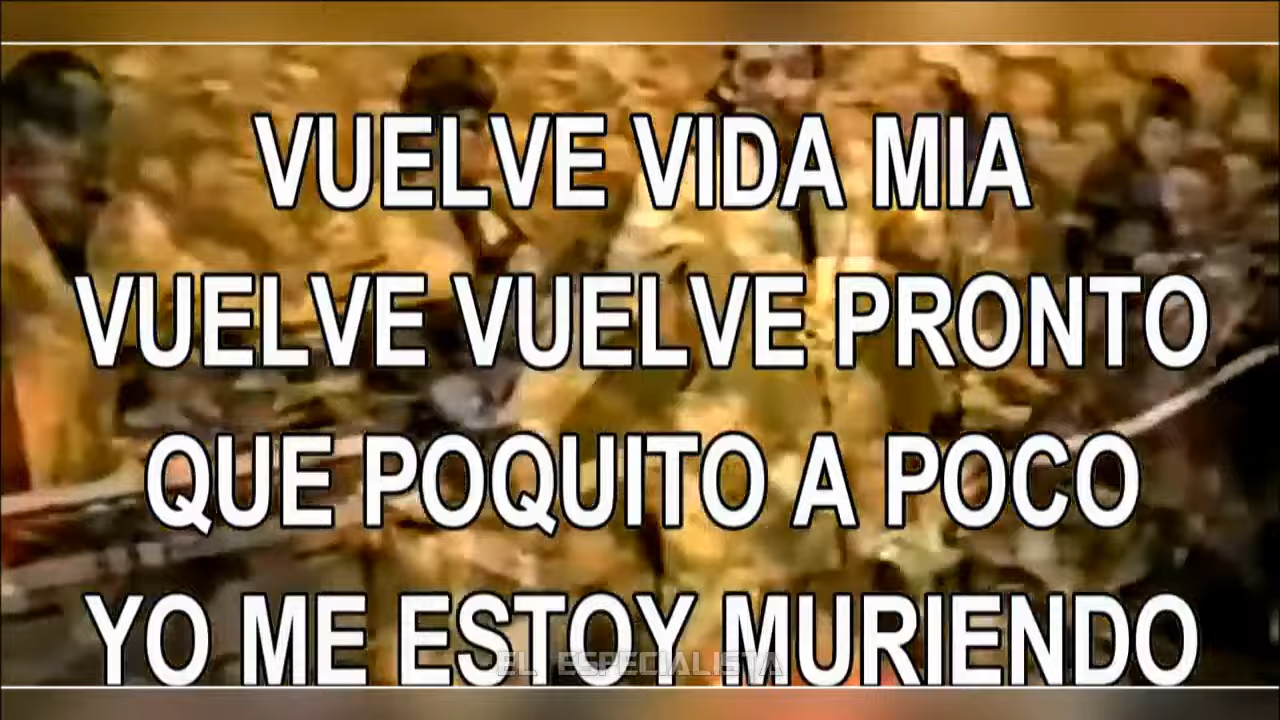 VUELVE VIDA MIA
VUELVE VUELVE PRONTO
QUE POQUITO A POCO
YO ME ESTOY MURIENDO
EL ESPECIALISTA